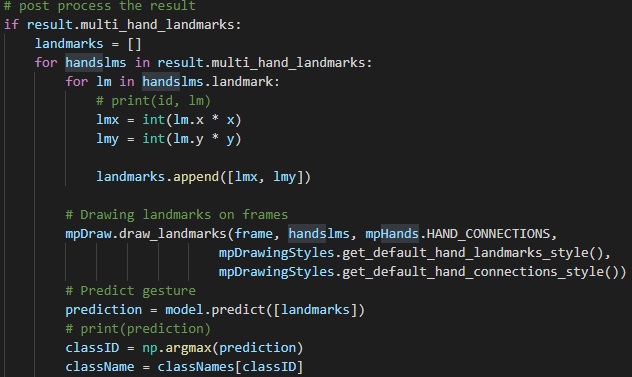 # post process the result
if result.multi_hand_landmarks:
    landmarks = []
    for handslms in result.multi_hand_landmarks:
        for lm in handslms.landmark:
            # print(id, lm)
            lmx = int(lm.x * x)
            lmy = int(lm.y * y)

            landmarks.append([lmx, lmy])

        # Drawing landmarks on frames
        mpDraw.draw_landmarks(frame, handslms, mpHands.HAND_CONNECTIONS,
                            mpDrawingStyles.get_default_hand_landmarks_style(),
                            mpDrawingStyles.get_default_hand_connections_style())
        # Predict gesture
        prediction = model.predict([landmarks])
        # print(prediction)
        classID = np.argmax(prediction)
        className = classNames[classID]